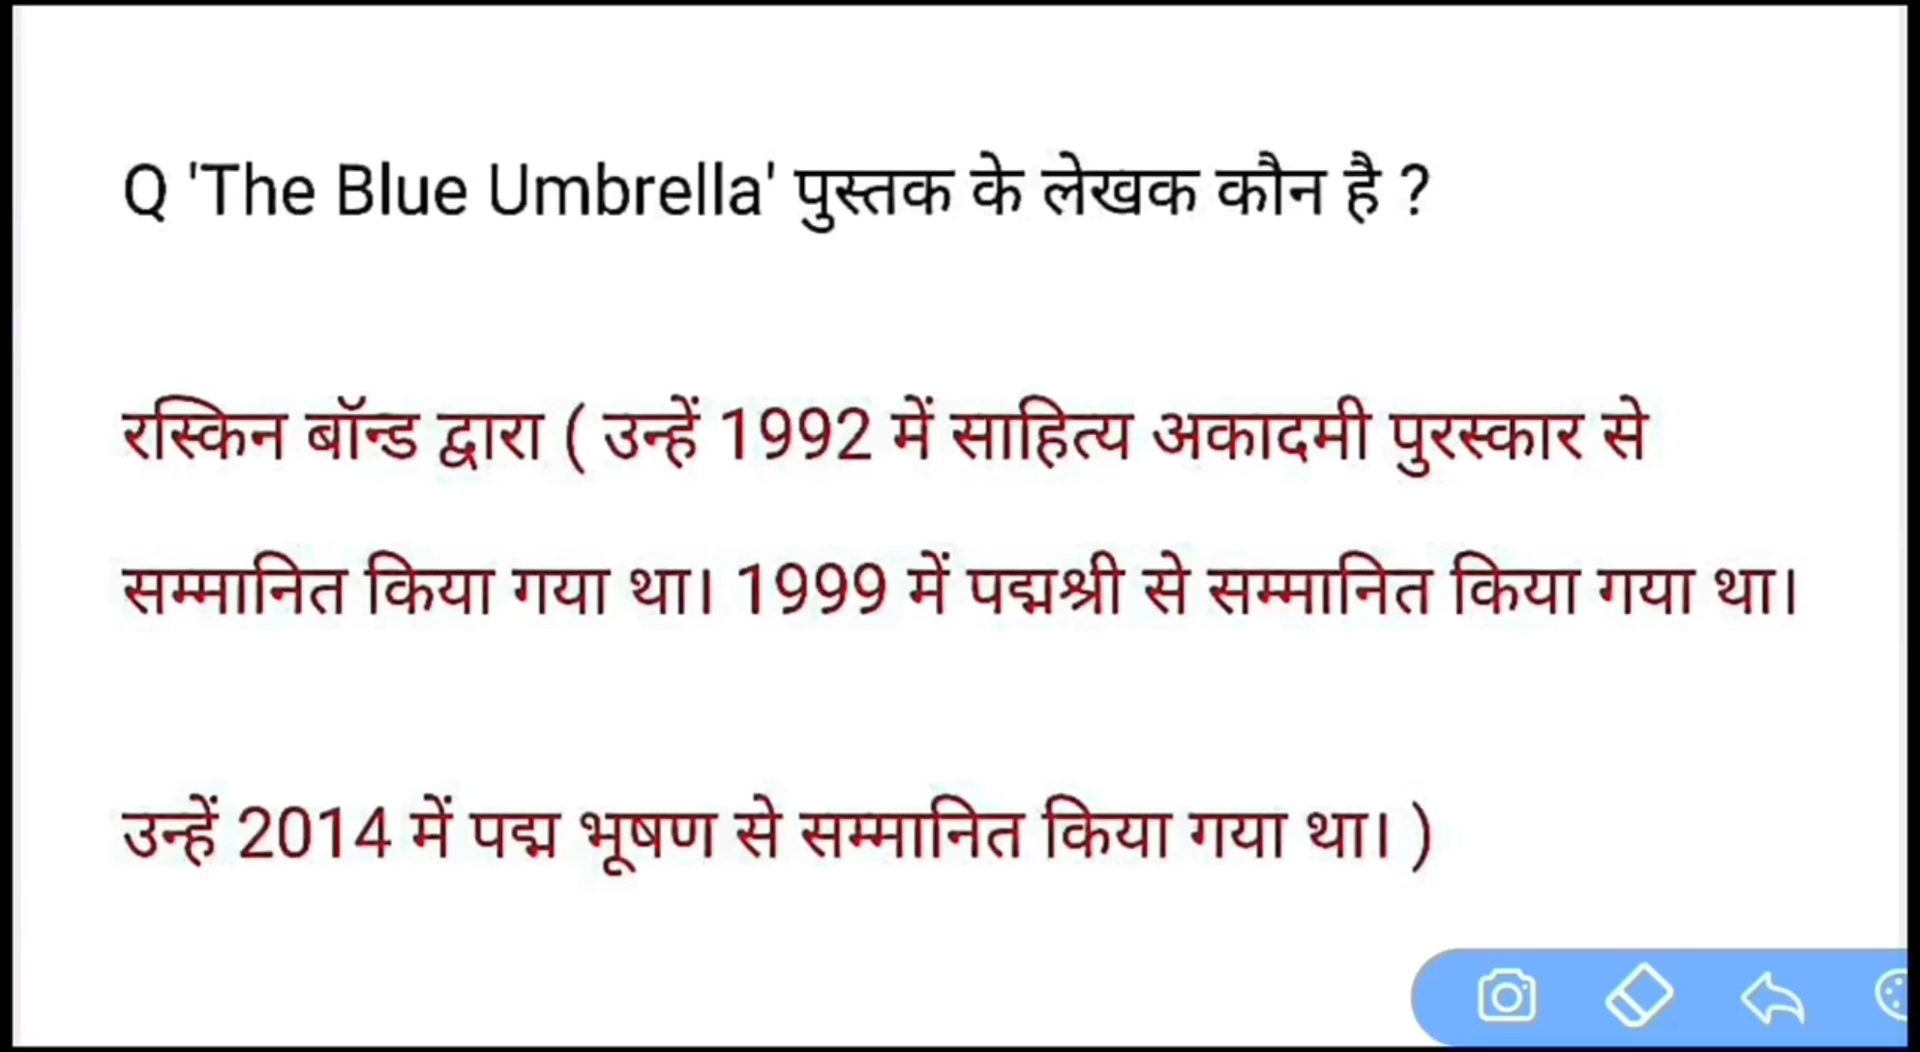 Q 'The Blue Umbrella' पुस्तक के लेखक कौन है ?
रस्किन बॉन्ड द्वारा ( उन्हें 1992 में साहित्य अकादमी पुरस्कार से
सम्मानित किया गया था। 1999 में पद्मश्री से सम्मानित किया गया था।
उन्हें 2014 में पद्म भूषण से सम्मानित किया गया था। )